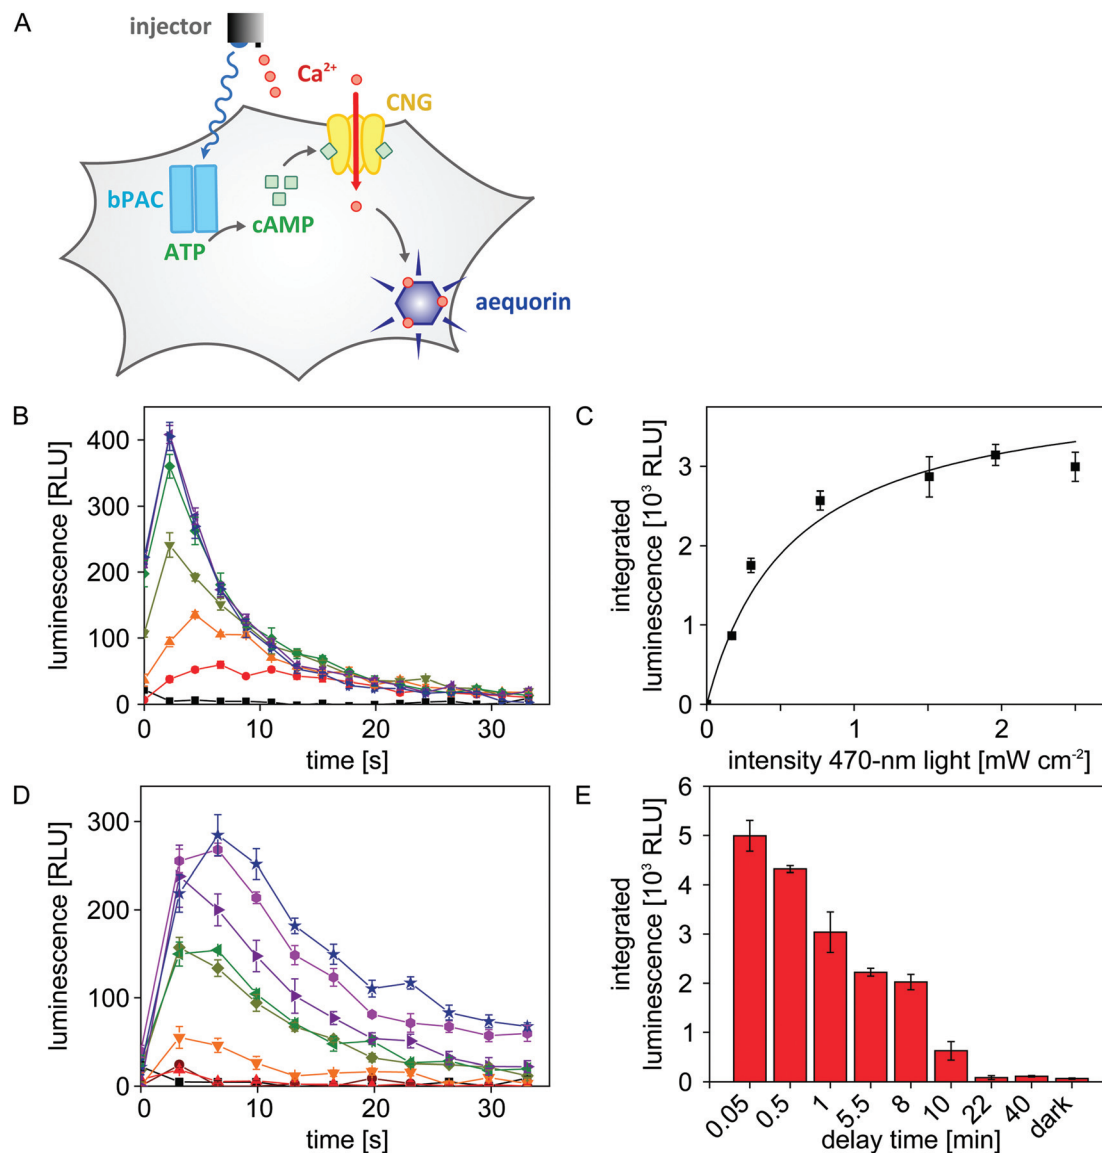 A
injector
Ca²⁺
CNG
bPAC
ATP
cAMP
aequorin
B
luminescence [RLU]
400
300
200
100
0
0
10
20
30
time [s]
C
integrated
luminescence [10³ RLU]
3
2
1
0
0
1
2
intensity 470-nm light [mW cm⁻²]
D
luminescence [RLU]
300
200
100
0
0
10
20
30
time [s]
E
integrated
luminescence [10³ RLU]
6
5
4
3
2
1
0
0.05
0.5
1
5.5
8
10
22
40
dark
delay time [min]